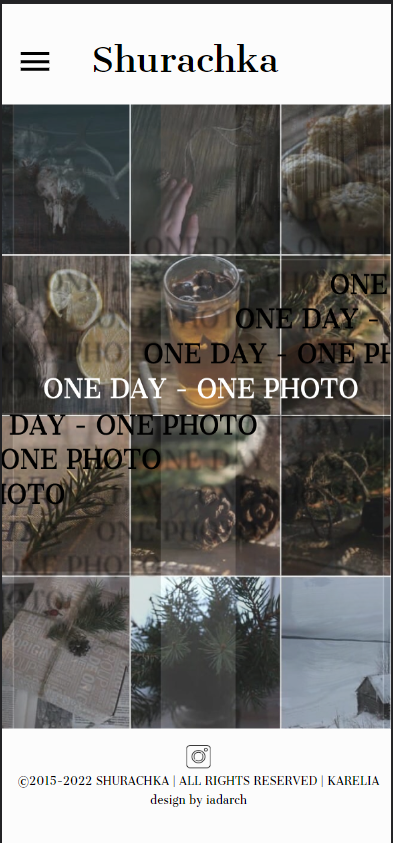 Shurachka
ONE
ONE DAY -
ONE DAY - ONE PH
ONE DAY - ONE PHOTO
DAY - ONE PHOTO
ONE PHOTO
IOTO
©2015-2022 SHURACHKA | ALL RIGHTS RESERVED | KARELIA
design by iadarch